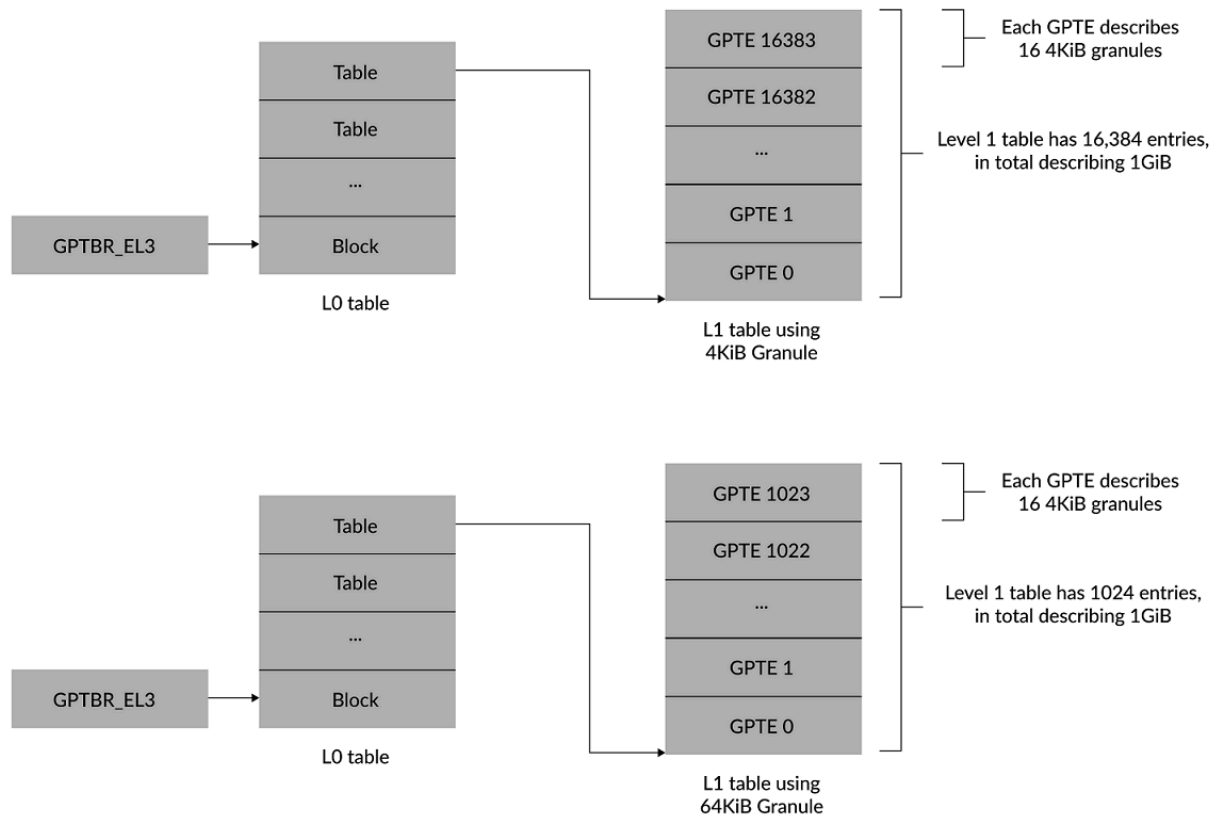 GPTE 16383
Each GPTE describes
16 4KiB granules
Table
GPTE 16382
Table
...
Level 1 table has 16,384 entries,
in total describing 1GiB
...
GPTE 1
GPTBR_EL3
Block
GPTE 0
L0 table
L1 table using
4KiB Granule
GPTE 1023
Each GPTE describes
16 4KiB granules
Table
GPTE 1022
Table
...
Level 1 table has 1024 entries,
in total describing 1GiB
...
GPTE 1
GPTBR_EL3
Block
GPTE 0
L0 table
L1 table using
64KiB Granule